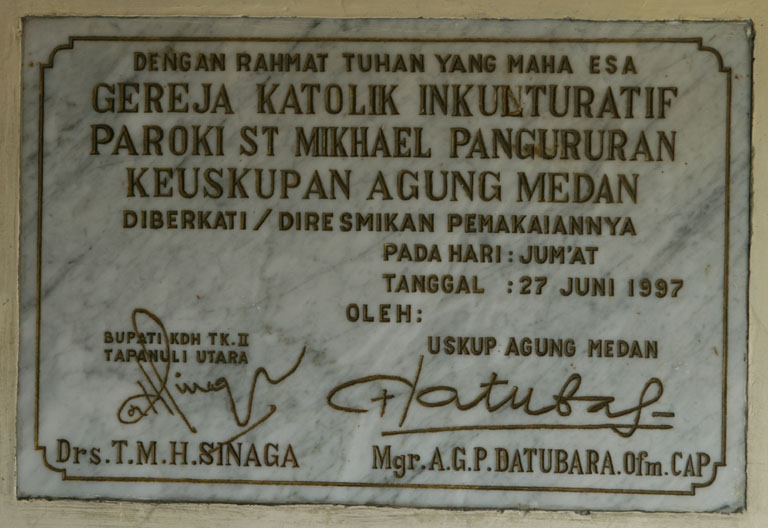 DENGAN RAHMAT TUHAN YANG MAHA ESA
GEREJA KATOLIK INKULTURATIF
PAROKI ST MIKHAEL PANGURURAN
KEUSKUPAN AGUNG MEDAN
DIBERKATI / DIRESMIKAN PEMAKAIANNYA
PADA HARI : JUM'AT
TANGGAL : 27 JUNI 1997
OLEH :
BUPATI KDH TK.II
TAPANULI UTARA
Sinaga
Drs.T.M.H.SINAGA
USKUP AGUNG MEDAN
Datubara
Mgr.A.G.P.DATUBARA.Ofm.CAP